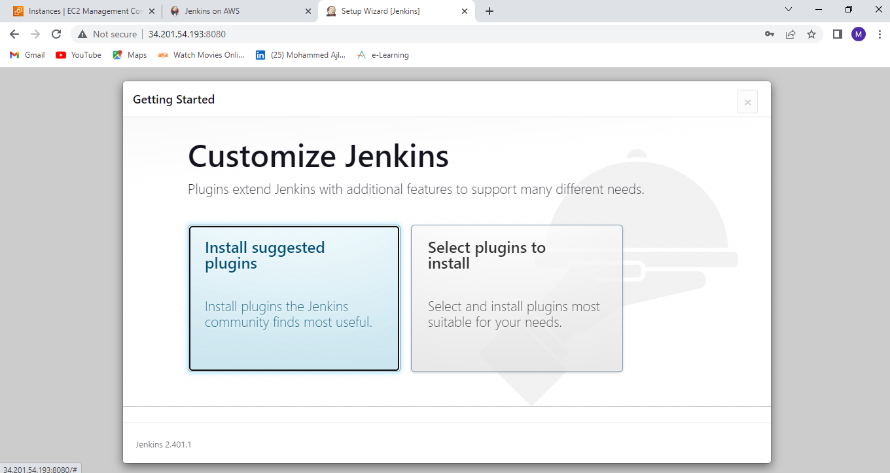 Instances | EC2 Management Co
Jenkins on AWS
Setup Wizard [Jenkins]
Not secure | 34.201.54.193:8080
M
Gmail
YouTube
Maps
Watch Movies Onli...
(25) Mohammed Ajl...
e-Learning
Getting Started
Customize Jenkins
Plugins extend Jenkins with additional features to support many different needs.
Install suggested
plugins
Install plugins the Jenkins
community finds most useful.
Select plugins to
install
Select and install plugins most
suitable for your needs.
Jenkins 2.401.1
34.201.54.193:8080/#